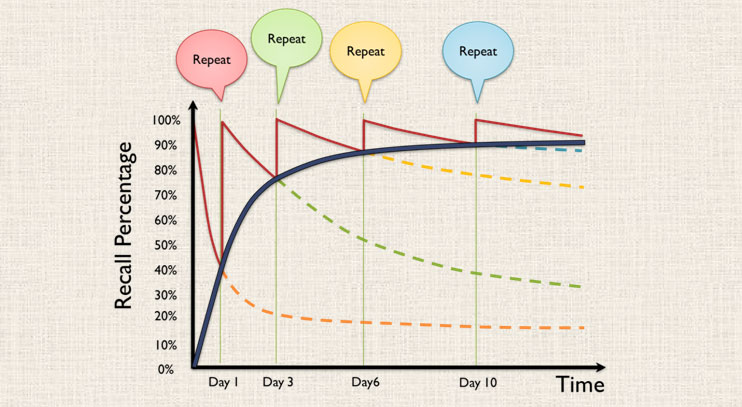 Repeat
Repeat
Repeat
Repeat
Recall Percentage
100%
90%
80%
70%
60%
50%
40%
30%
20%
10%
0%
Day 1
Day 3
Day6
Day 10
Time